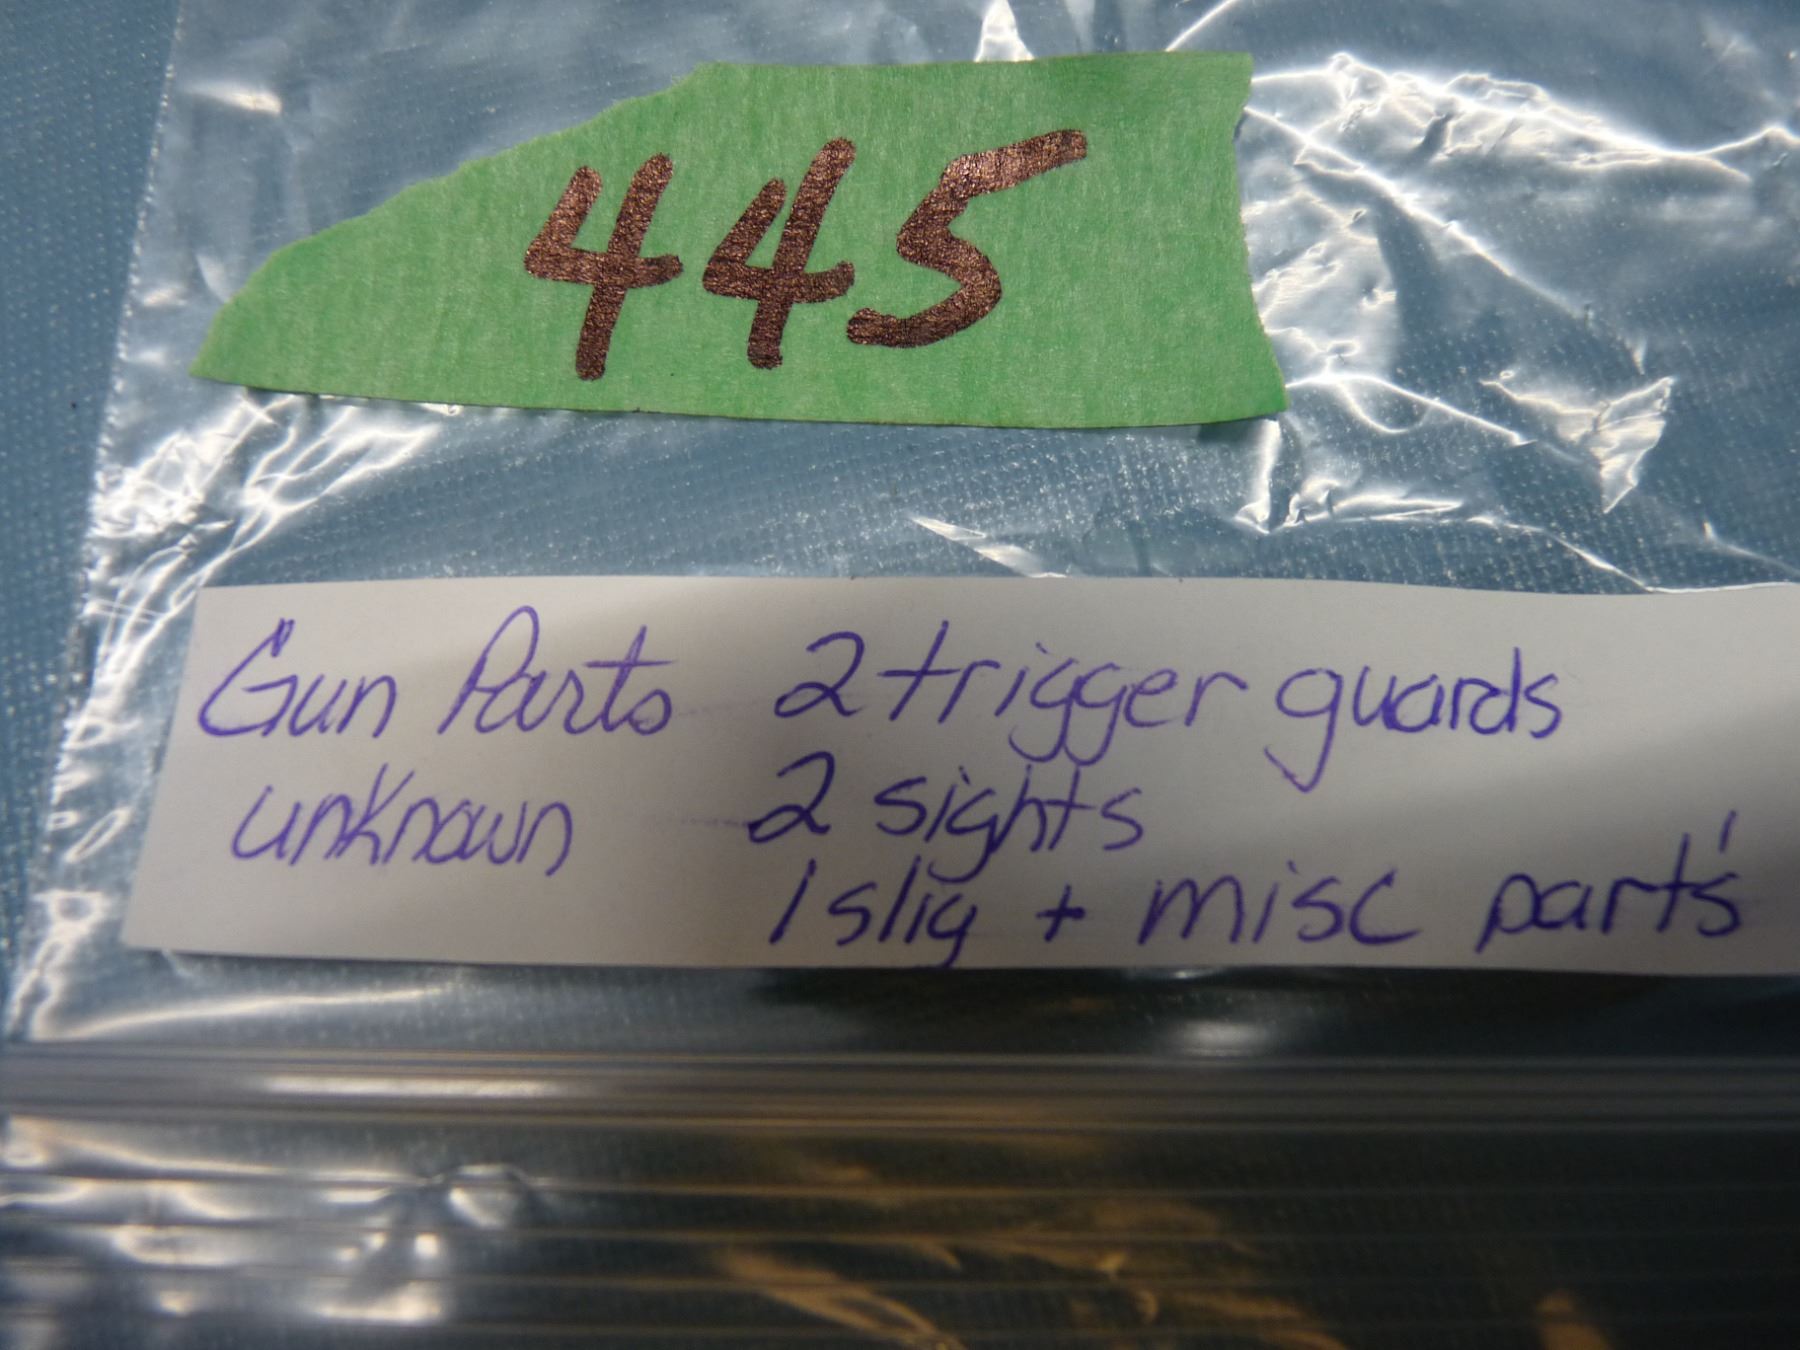 445
Gun Parts 2 trigger guards
unknown 2 sights
1 slig + misc part's